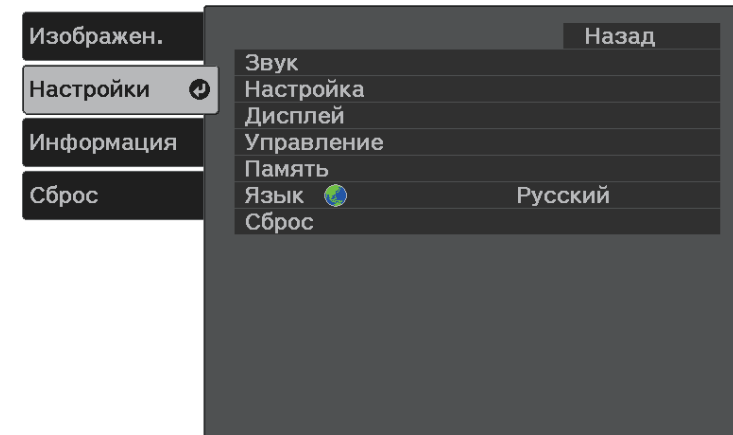 Изображен.
Настройки
Информация
Сброс
Назад
Звук
Настройка
Дисплей
Управление
Память
Язык Русский
Сброс